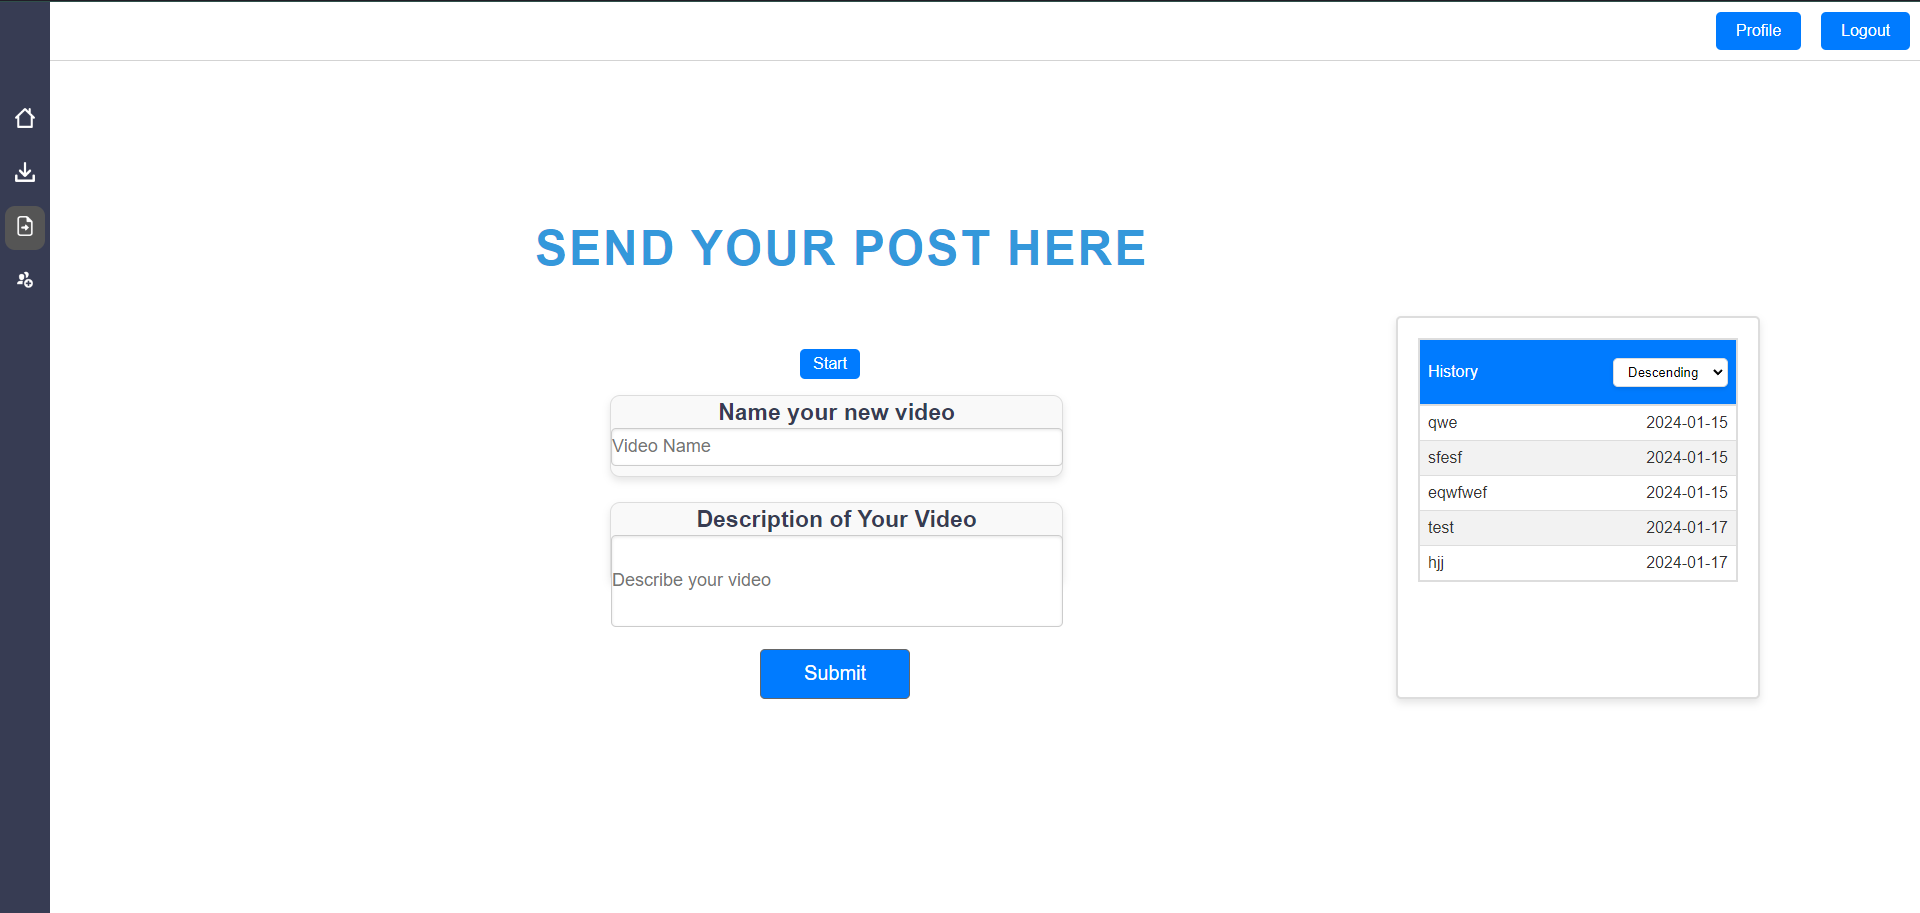 Profile Logout
SEND YOUR POST HERE
Start
Name your new video
Video Name
Description of Your Video
Describe your video
Submit
History Descending
qwe 2024-01-15
sfesf 2024-01-15
eqwfwef 2024-01-15
test 2024-01-17
hjj 2024-01-17